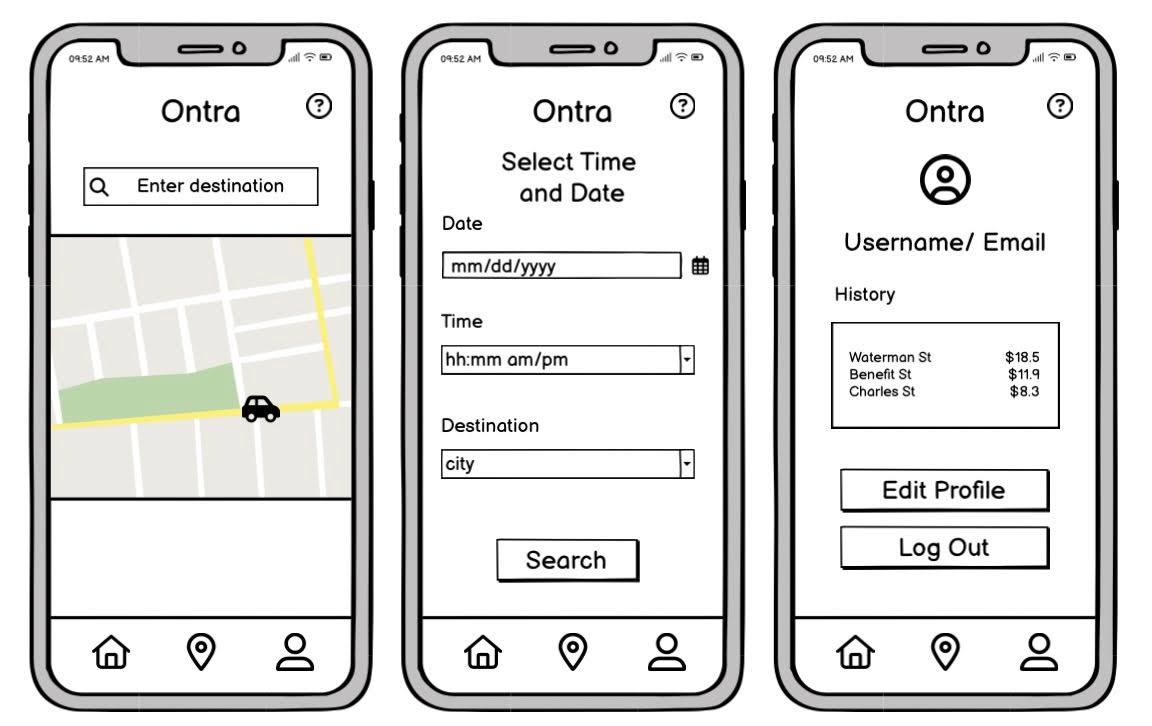 09:52 AM
Ontra
?
Enter destination
09:52 AM
Ontra
?
Select Time
and Date
Date
mm/dd/yyyy
Time
hh:mm am/pm
Destination
city
Search
09:52 AM
Ontra
?
Username/ Email
History
Waterman St $18.5
Benefit St $11.9
Charles St $8.3
Edit Profile
Log Out